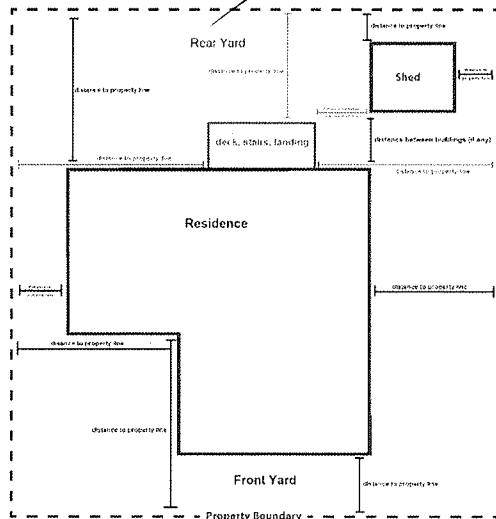 distance to property line
Rear Yard
distance to property line
Shed
distance to property line
deck, stairs, landing
distance between buildings (if any)
distance to property line
distance to property line
Residence
distance to property line
distance to property line
distance to property line
distance to property line
Front Yard
Property Boundary